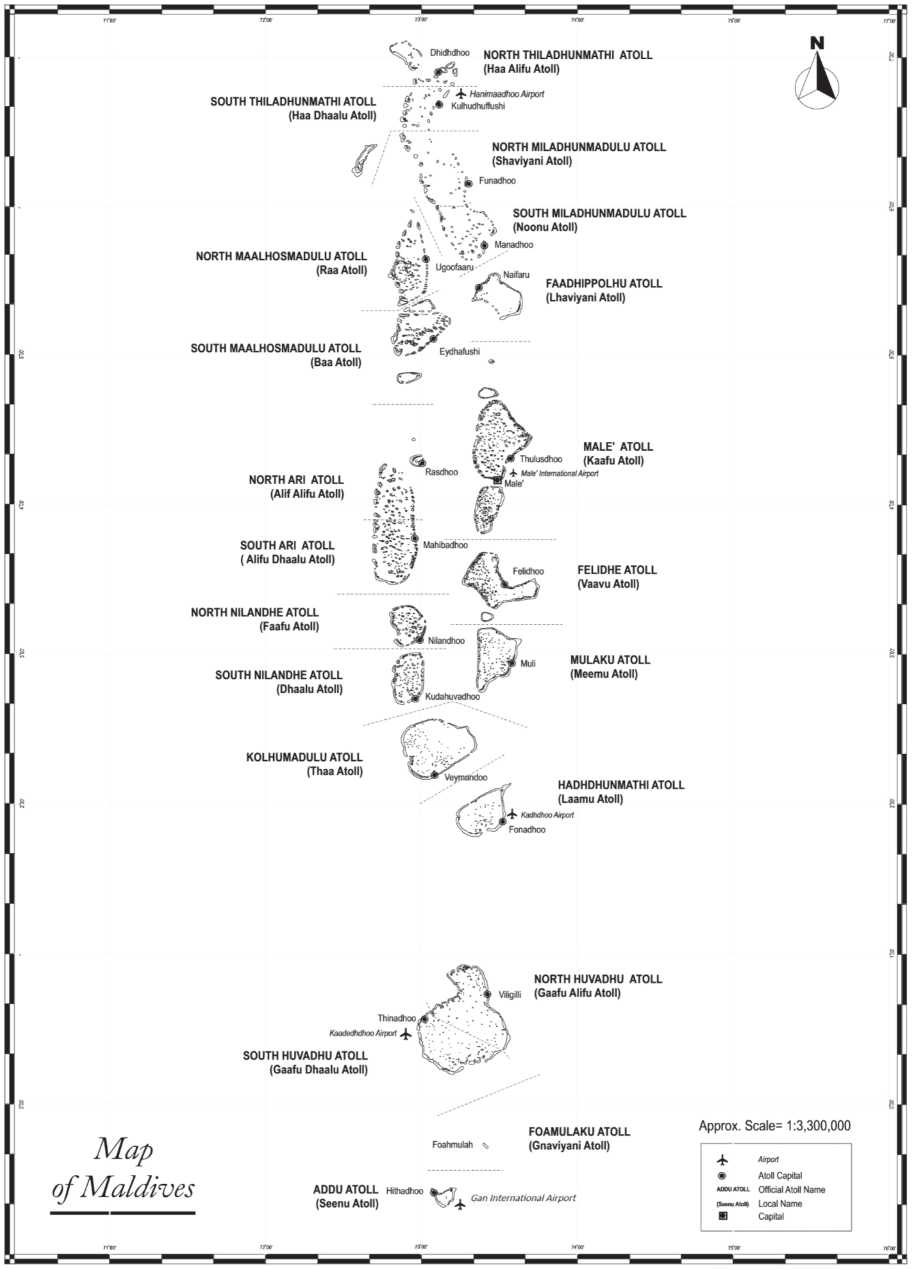 N
Dhidhdhoo
NORTH THILADHUNMATHI ATOLL
(Haa Alifu Atoll)
Hanimaadhoo Airport
SOUTH THILADHUNMATHI ATOLL
(Haa Dhaalu Atoll)
Kulhudhuffushi
NORTH MILADHUNMADULU ATOLL
(Shaviyani Atoll)
Funadhoo
SOUTH MILADHUNMADULU ATOLL
(Noonu Atoll)
Manadhoo
NORTH MAALHOSMADULU ATOLL
(Raa Atoll)
Ugoofaaru
Naifaru
FAADHIPPOLHU ATOLL
(Lhaviyani Atoll)
SOUTH MAALHOSMADULU ATOLL
(Baa Atoll)
Eydhafushi
MALE' ATOLL
(Kaafu Atoll)
Thulusdhoo
Male' International Airport
Male'
Rasdhoo
NORTH ARI ATOLL
(Alif Alifu Atoll)
SOUTH ARI ATOLL
( Alifu Dhaalu Atoll)
Mahibadhoo
Felidhoo
FELIDHE ATOLL
(Vaavu Atoll)
NORTH NILANDHE ATOLL
(Faafu Atoll)
Nilandhoo
Muli
MULAKU ATOLL
(Meemu Atoll)
SOUTH NILANDHE ATOLL
(Dhaalu Atoll)
Kudahuvadhoo
KOLHUMADULU ATOLL
(Thaa Atoll)
Veymandoo
HADHDHUNMATHI ATOLL
(Laamu Atoll)
Kadhdhoo Airport
Fonadhoo
NORTH HUVADHU ATOLL
(Gaafu Alifu Atoll)
Viligilli
Thinadhoo
Kaadedhdhoo Airport
SOUTH HUVADHU ATOLL
(Gaafu Dhaalu Atoll)
FOAMULAKU ATOLL
(Gnaviyani Atoll)
Foahmulah
ADDU ATOLL
(Seenu Atoll)
Hithadhoo
Gan International Airport
Map
of Maldives
Approx. Scale= 1:3,300,000
Airport
Atoll Capital
ADDU ATOLL Official Atoll Name
(Seenu Atoll) Local Name
Capital